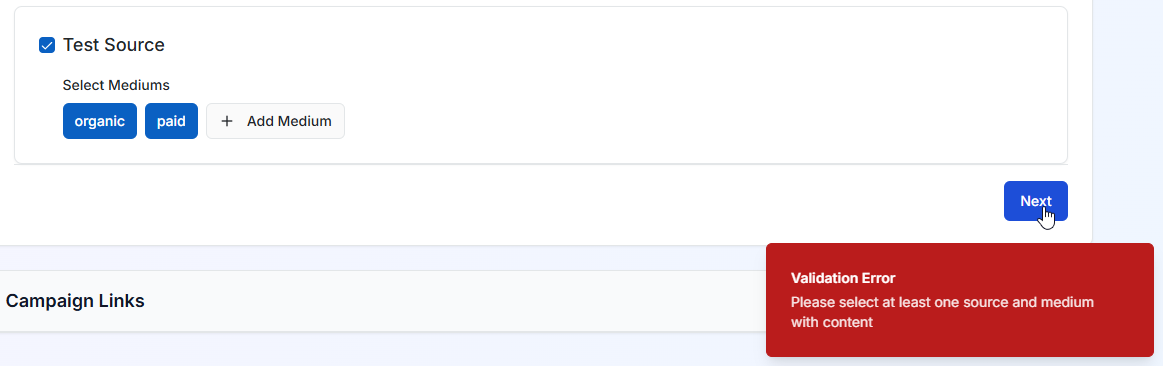 Test Source
Select Mediums
organic paid + Add Medium
Next
Validation Error
Please select at least one source and medium
with content
Campaign Links